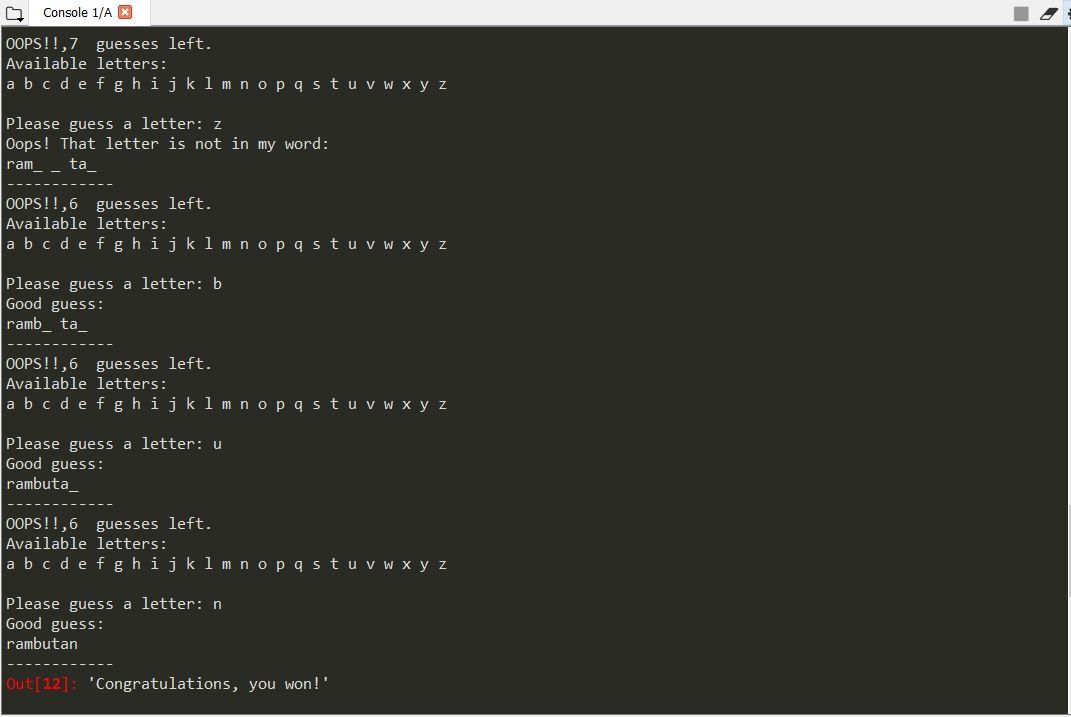 Console 1/A
OOPS!!,7  guesses left.
Available letters:
a b c d e f g h i j k l m n o p q s t u v w x y z
Please guess a letter: z
Oops! That letter is not in my word:
ram_ _ ta_
------------
OOPS!!,6  guesses left.
Available letters:
a b c d e f g h i j k l m n o p q s t u v w x y z
Please guess a letter: b
Good guess:
ramb_ ta_
------------
OOPS!!,6  guesses left.
Available letters:
a b c d e f g h i j k l m n o p q s t u v w x y z
Please guess a letter: u
Good guess:
rambuta_
------------
OOPS!!,6  guesses left.
Available letters:
a b c d e f g h i j k l m n o p q s t u v w x y z
Please guess a letter: n
Good guess:
rambutan
------------
Out[12]: 'Congratulations, you won!'